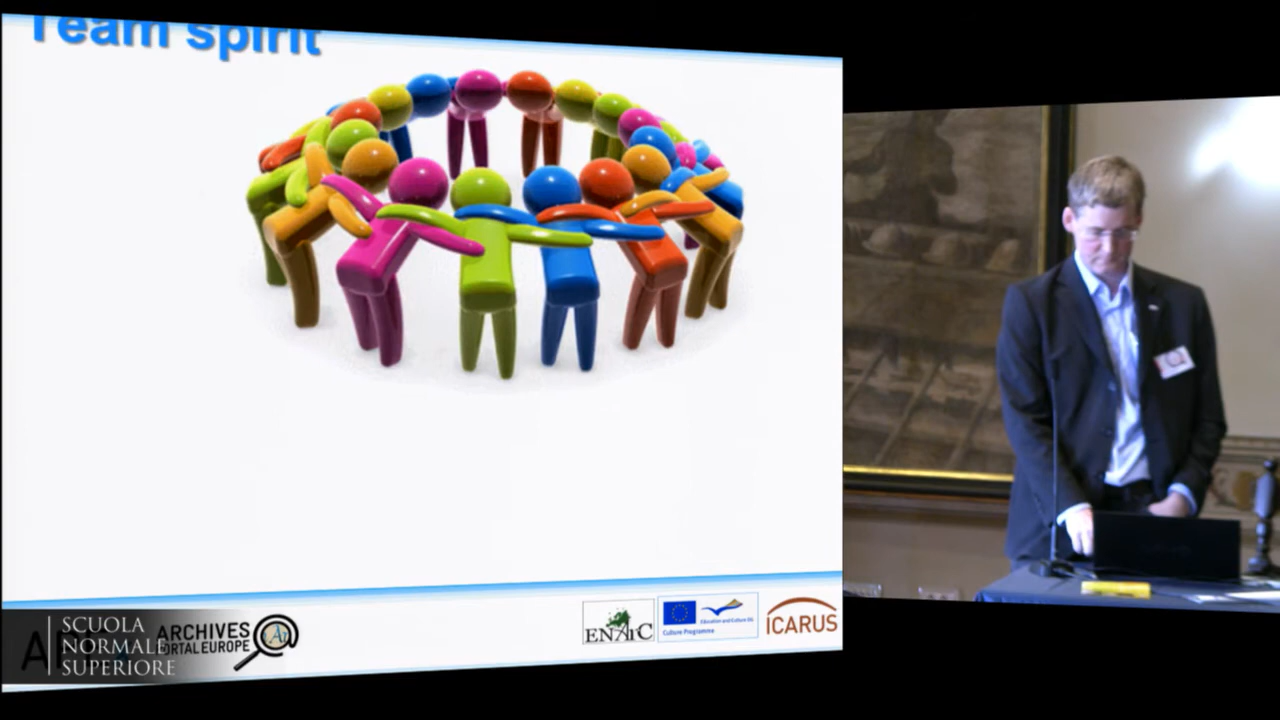 Team spirit
SCUOLA
NORMALE
SUPERIORE
ARCHIVES
PORTAL EUROPE
ENArC
Education and Culture DG
Culture Programme
ICARUS